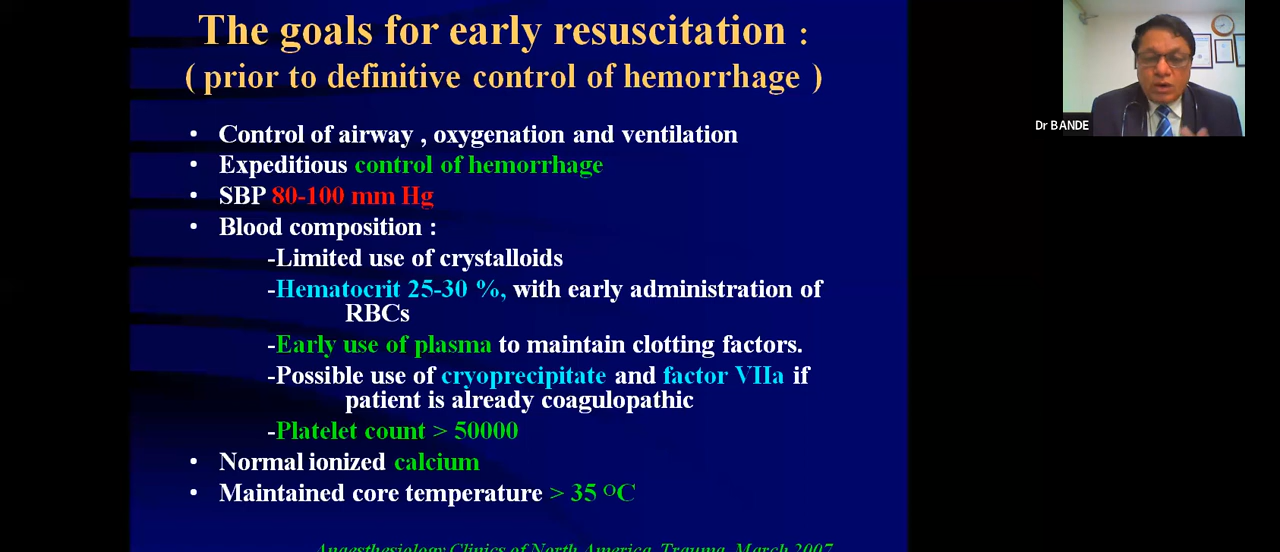 The goals for early resuscitation :
( prior to definitive control of hemorrhage )
• Control of airway , oxygenation and ventilation
• Expeditious control of hemorrhage
• SBP 80-100 mm Hg
• Blood composition :
-Limited use of crystalloids
-Hematocrit 25-30 %, with early administration of
RBCs
-Early use of plasma to maintain clotting factors.
-Possible use of cryoprecipitate and factor VIIa if
patient is already coagulopathic
-Platelet count > 50000
• Normal ionized calcium
• Maintained core temperature > 35 °C
Anaesthesiology Clinics of North America, Trauma, March 2007
Dr BANDE